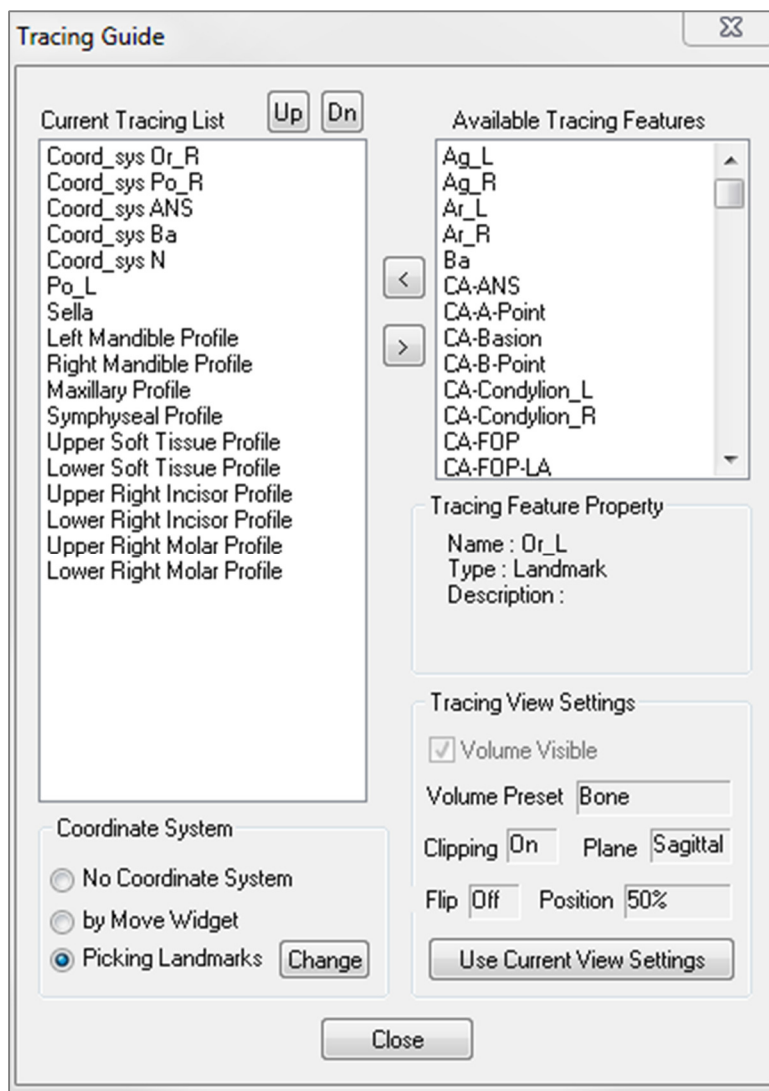 Tracing Guide
Current Tracing List
Up
Dn
Coord_sys Or_R
Coord_sys Po_R
Coord_sys ANS
Coord_sys Ba
Coord_sys N
Po_L
Sella
Left Mandible Profile
Right Mandible Profile
Maxillary Profile
Symphyseal Profile
Upper Soft Tissue Profile
Lower Soft Tissue Profile
Upper Right Incisor Profile
Lower Right Incisor Profile
Upper Right Molar Profile
Lower Right Molar Profile
<
>
Available Tracing Features
Ag_L
Ag_R
Ar_L
Ar_R
Ba
CA-ANS
CA-A-Point
CA-Basion
CA-B-Point
CA-Condylion_L
CA-Condylion_R
CA-FOP
CA-FOP-LA
Tracing Feature Property
Name : Or_L
Type : Landmark
Description :
Tracing View Settings
Volume Visible
Volume Preset Bone
Clipping On Plane Sagittal
Flip Off Position 50%
Use Current View Settings
Coordinate System
No Coordinate System
by Move Widget
Picking Landmarks Change
Close